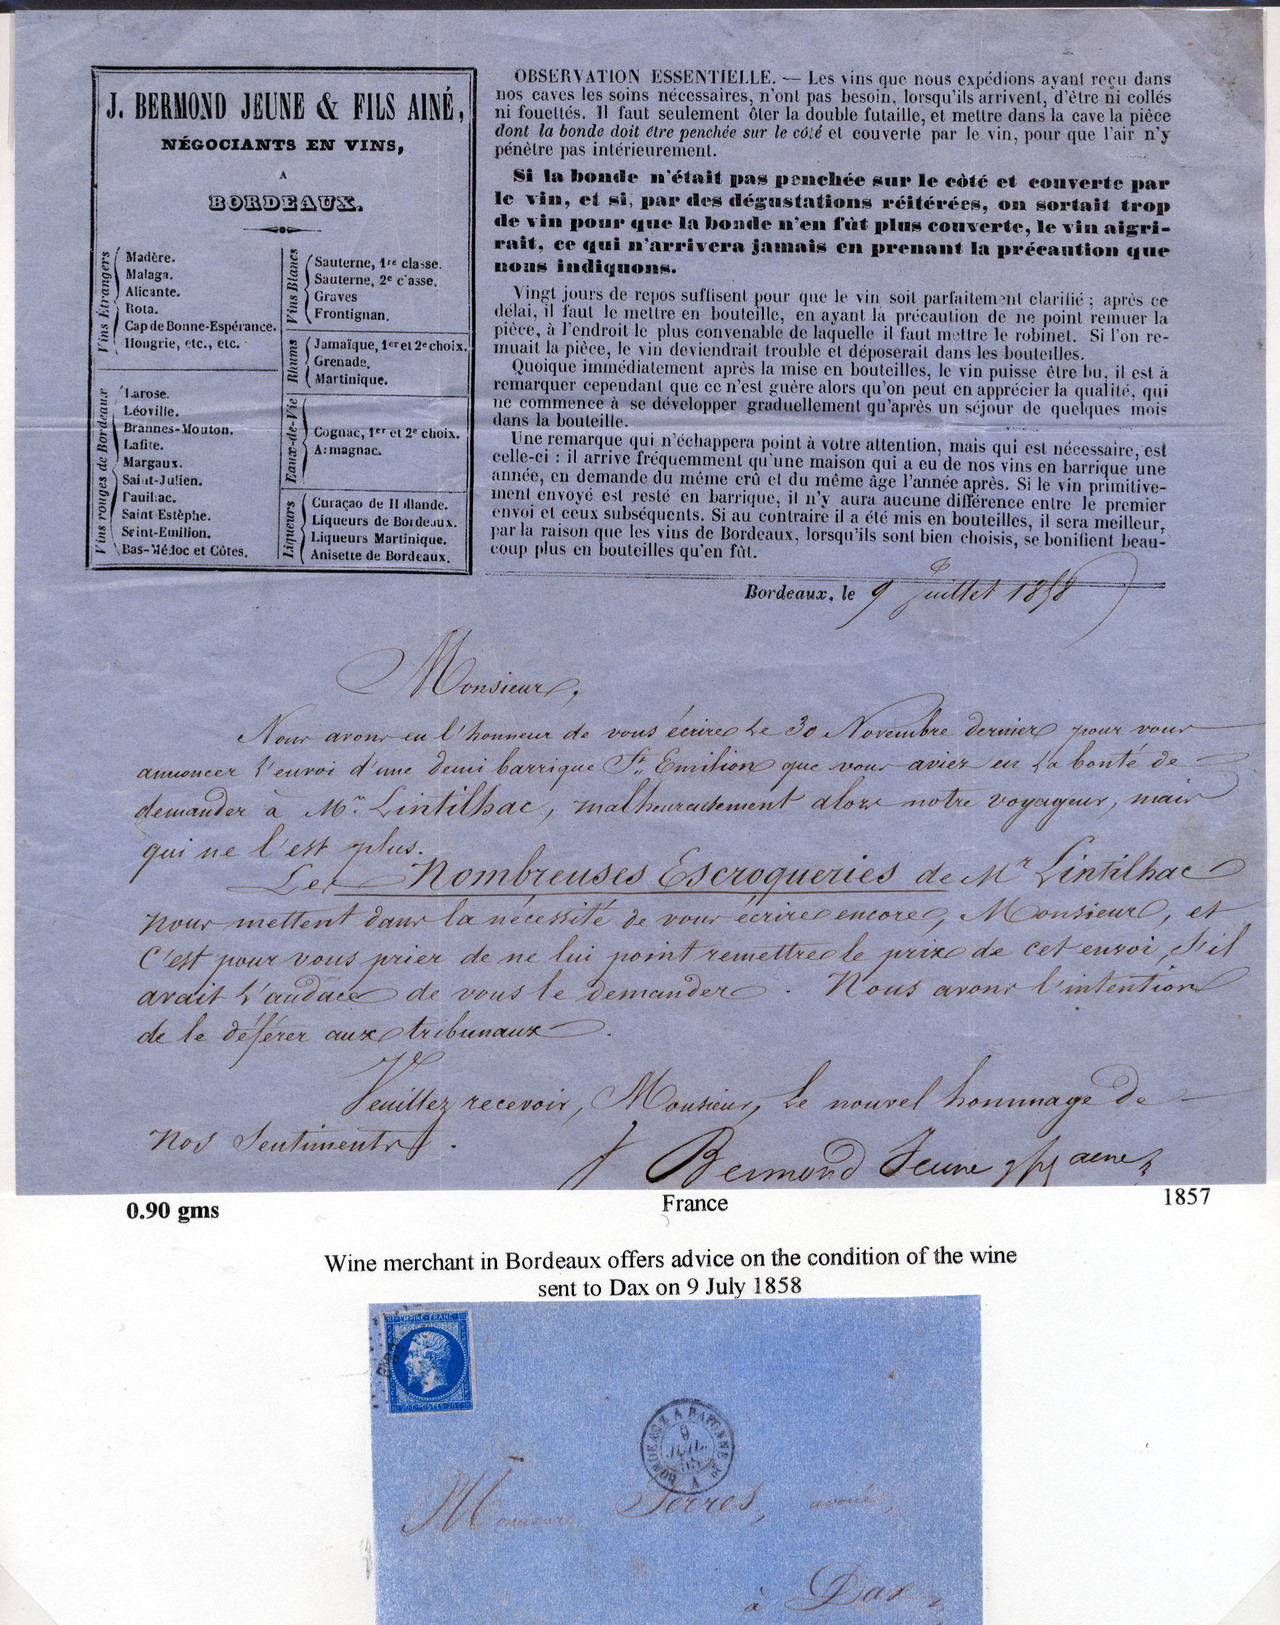 J. BERMOND JEUNE & FILS AINÉ,
NÉGOCIANTS EN VINS,
A
BORDEAUX.
Vins Étrangers
Madère.
Malaga.
Alicante.
Rota.
Cap de Bonne-Espérance.
Hongrie, etc., etc.
Vins rouges de Bordeaux
Larose.
Léoville.
Brannes-Mouton.
Lafite.
Margaux.
Saint-Julien.
Pauillac.
Saint Estèphe.
Saint-Emilion.
Bas-Médoc et Côtes.
Vins Blancs
Sauterne, 1re classe.
Sauterne, 2e classe.
Graves
Frontignan.
Rhums
Jamaïque, 1er et 2e choix.
Grenade.
Martinique.
Eaux-de-Vie
Cognac, 1er et 2e choix.
Armagnac.
Liqueurs
Curaçao de Hollande.
Liqueurs de Bordeaux.
Liqueurs Martinique.
Anisette de Bordeaux.
OBSERVATION ESSENTIELLE. — Les vins que nous expédions ayant reçu dans
nos caves les soins nécessaires, n'ont pas besoin, lorsqu'ils arrivent, d'être ni collés
ni fouettés. Il faut seulement ôter la double futaille, et mettre dans la cave la pièce
dont la bonde doit être penchée sur le côté et couverte par le vin, pour que l'air n'y
pénètre pas intérieurement.
Si la bonde n'était pas penchée sur le côté et couverte par
le vin, et si, par des dégustations réitérées, on sortait trop
de vin pour que la bonde n'en fût plus couverte, le vin aigri-
rait, ce qui n'arrivera jamais en prenant la précaution que
nous indiquons.
Vingt jours de repos suffisent pour que le vin soit parfaitement clarifié ; après ce
délai, il faut le mettre en bouteille, en ayant la précaution de ne point remuer la
pièce, à l'endroit le plus convenable de laquelle il faut mettre le robinet. Si l'on re-
muait la pièce, le vin deviendrait trouble et déposerait dans les bouteilles.
Quoique immédiatement après la mise en bouteilles, le vin puisse être bu, il est à
remarquer cependant que ce n'est guère alors qu'on peut en apprécier la qualité, qui
ne commence à se développer graduellement qu'après un séjour de quelques mois
dans la bouteille.
Une remarque qui n'échappera point à votre attention, mais qui est nécessaire, est
celle-ci : il arrive fréquemment qu'une maison qui a eu de nos vins en barrique une
année, en demande du même crû et du même âge l'année après. Si le vin primitive-
ment envoyé est resté en barrique, il n'y aura aucune différence entre le premier
envoi et ceux subséquents. Si au contraire il a été mis en bouteilles, il sera meilleur,
par la raison que les vins de Bordeaux, lorsqu'ils sont bien choisis, se bonifient beau-
coup plus en bouteilles qu'en fût.
Bordeaux, le 9 Juillet 1858
Monsieur,
Nous avons eu l'honneur de vous écrire le 30 Novembre dernier pour vous
annoncer l'envoi d'une demi barrique St. Emilion que vous aviez eu la bonté de
demander à Mr. Lintilhac, malheureusement alors notre voyageur, mais
qui ne l'est plus.
Les Nombreuses Escroqueries de Mr Lintilhac
nous mettent dans la nécessité de vous écrire encore, Monsieur, et
C'est pour vous prier de ne lui point remettre le prix de cet envoi, s'il
avait l'audace de vous le demander. Nous avons l'intention
de le déférer aux tribunaux.
Veuillez recevoir, Monsieur, le nouvel hommage de
nos Sentiments.
J Bermond Jeune & fs aîné
0.90 gms
France
1857
Wine merchant in Bordeaux offers advice on the condition of the wine
sent to Dax on 9 July 1858
EMPIRE FRANC
20 C POSTES 20 C
BORDEAUX A BAYONNE
9
JUIL.
58
Monsieur Serres, avoué,
à Dax,